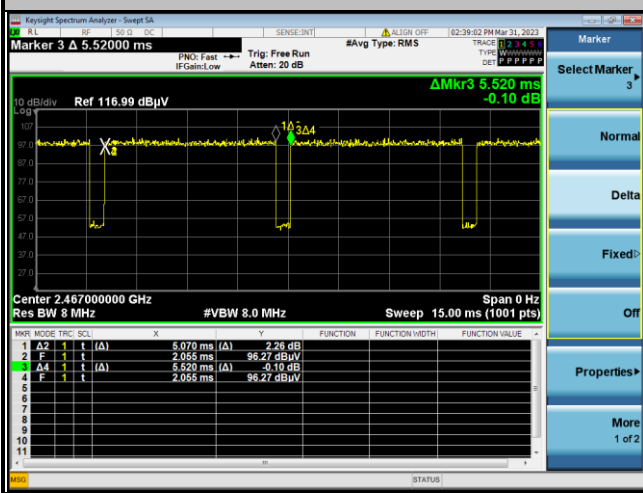 Keysight Spectrum Analyzer - Swept SA
RL RF 50 Ω DC SENSE:INT ALIGN OFF 02:39:02 PM Mar 31, 2023
Marker 3 Δ 5.52000 ms
PNO: Fast
IFGain:Low
Trig: Free Run
Atten: 20 dB
#Avg Type: RMS
TRACE 1 2 3 4 5 6
TYPE
DET P P P P P P
ΔMkr3 5.520 ms
-0.10 dB
10 dB/div Ref 116.99 dBµV
Log
107
97.0
87.0
77.0
67.0
57.0
47.0
37.0
27.0
1Δ
3Δ4
Center 2.467000000 GHz Span 0 Hz
Res BW 8 MHz #VBW 8.0 MHz Sweep 15.00 ms (1001 pts)
MKR MODE TRC SCL X Y FUNCTION FUNCTION WIDTH FUNCTION VALUE
1 Δ2 1 t (Δ) 5.070 ms (Δ) 2.26 dB
2 F 1 t 2.055 ms 96.27 dBµV
3 Δ4 1 t (Δ) 5.520 ms (Δ) -0.10 dB
4 F 1 t 2.055 ms 96.27 dBµV
5
6
7
8
9
10
11
MSG STATUS
Marker
Select Marker
3
Normal
Delta
Fixed
Off
Properties
More
1 of 2